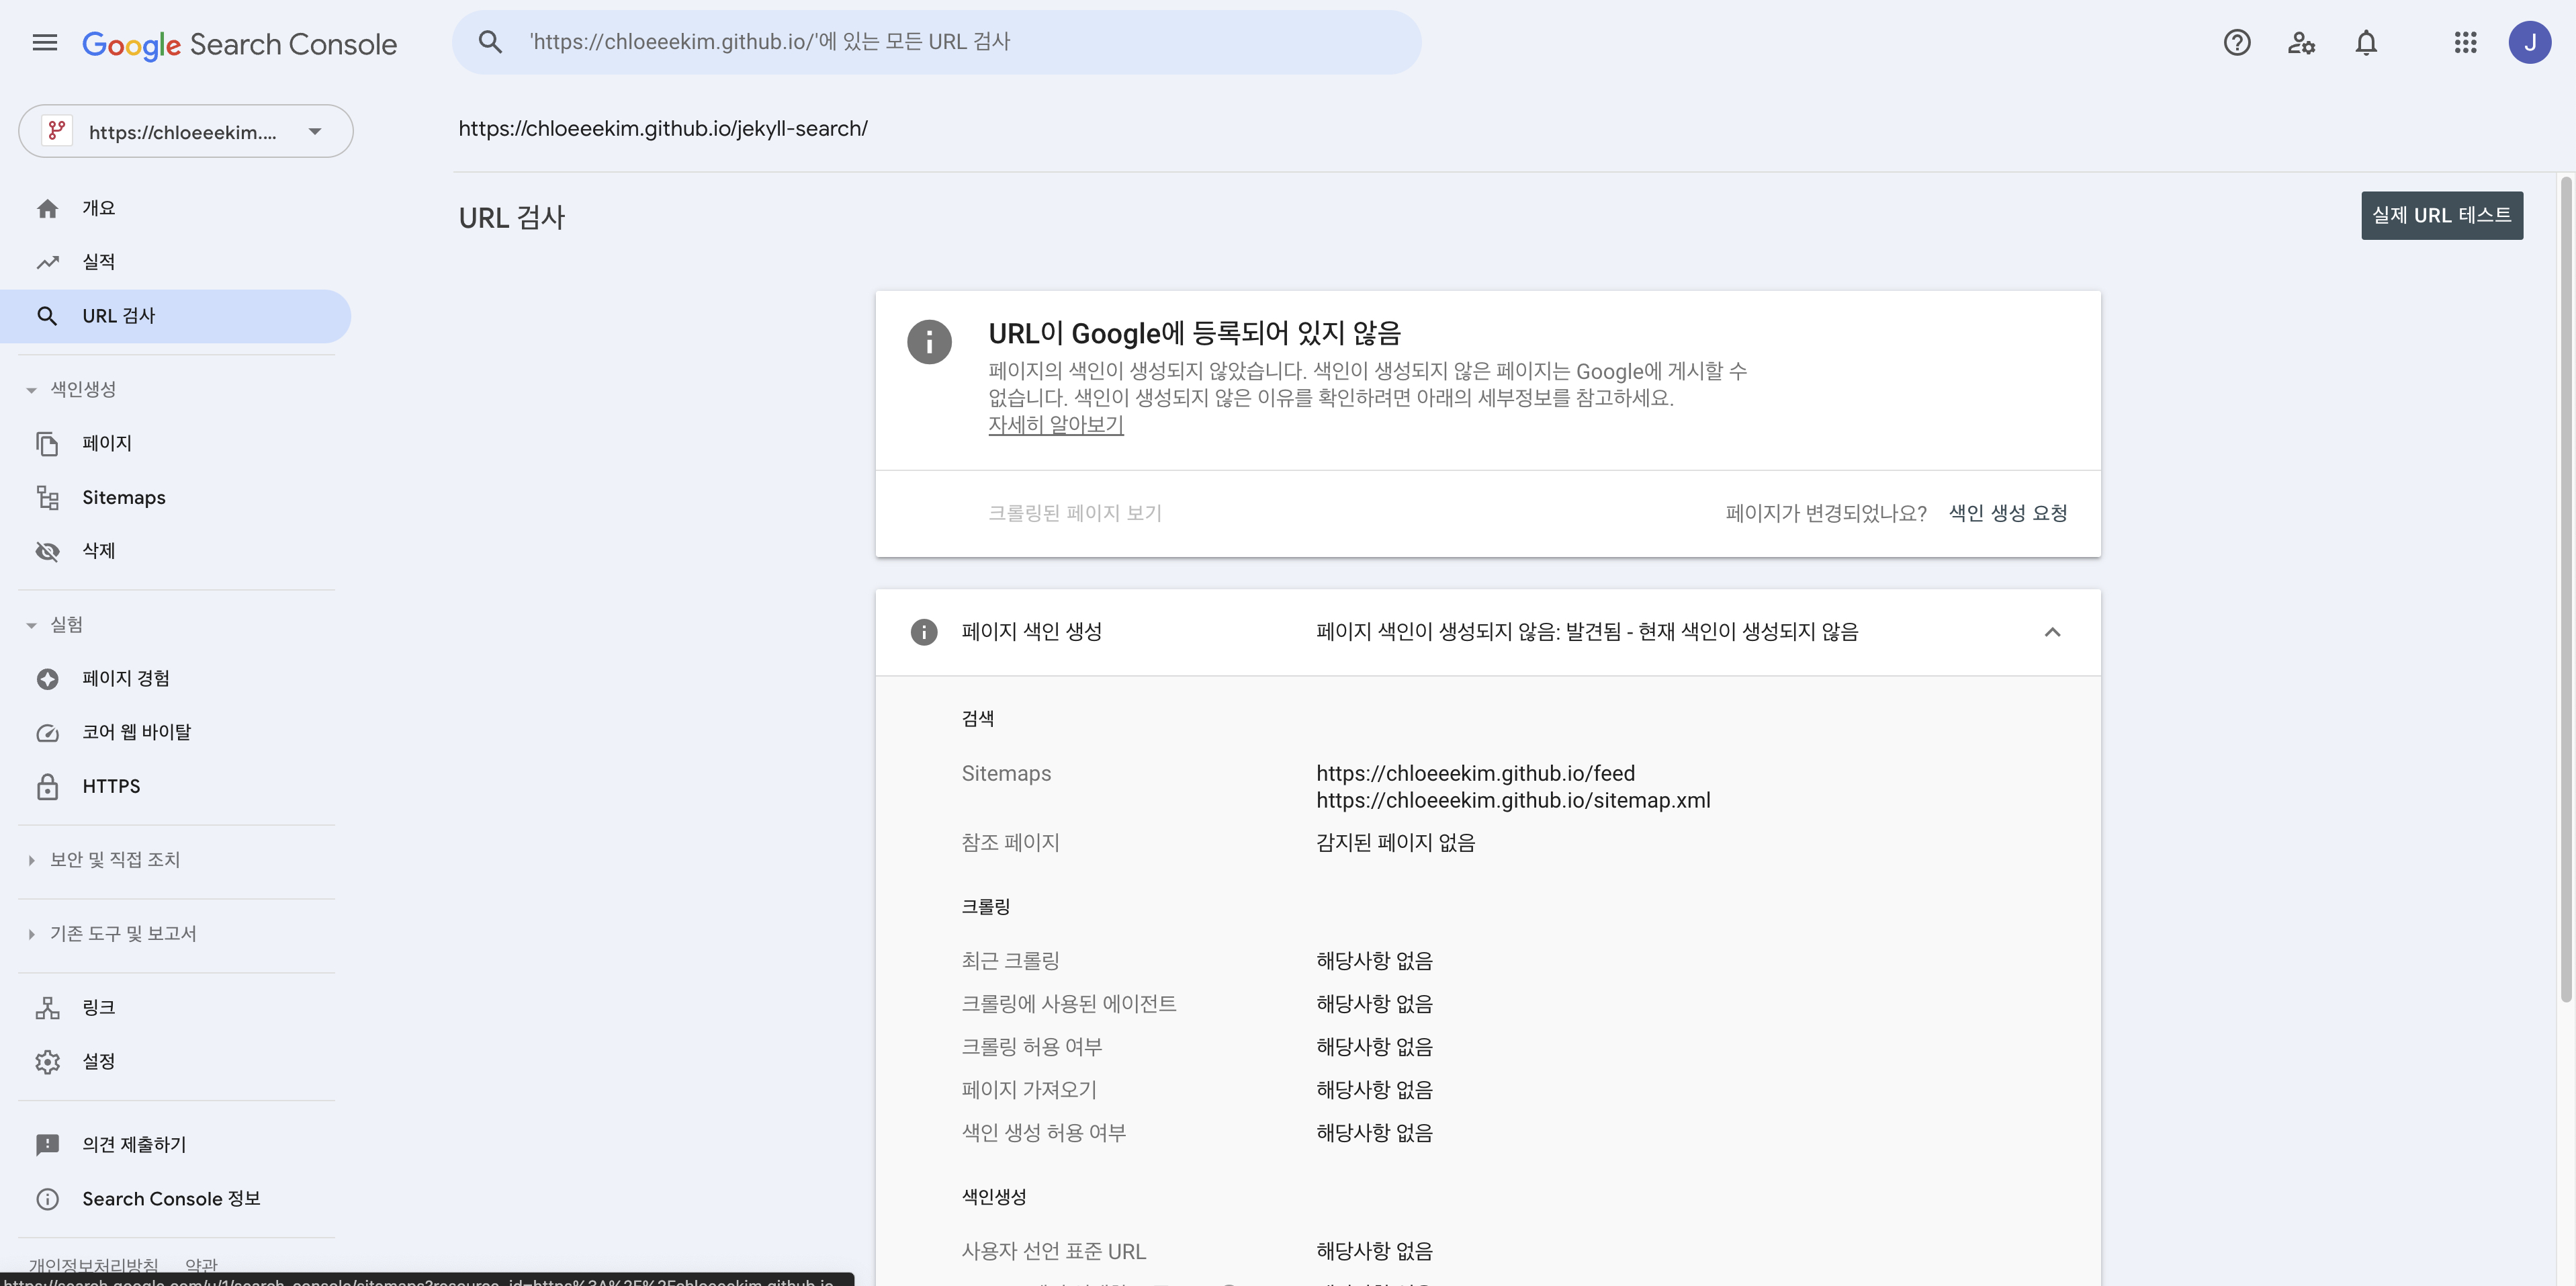 Google Search Console
'https://chloeeekim.github.io/'에 있는 모든 URL 검사
J
https://chloeeekim....
https://chloeeekim.github.io/jekyll-search/
개요
실적
URL 검사
색인생성
페이지
Sitemaps
삭제
실험
페이지 경험
코어 웹 바이탈
HTTPS
보안 및 직접 조치
기존 도구 및 보고서
링크
설정
의견 제출하기
Search Console 정보
개인정보처리방침 약관
URL 검사
실제 URL 테스트
URL이 Google에 등록되어 있지 않음
페이지의 색인이 생성되지 않았습니다. 색인이 생성되지 않은 페이지는 Google에 게시할 수
없습니다. 색인이 생성되지 않은 이유를 확인하려면 아래의 세부정보를 참고하세요.
자세히 알아보기
크롤링된 페이지 보기
페이지가 변경되었나요? 색인 생성 요청
페이지 색인 생성
페이지 색인이 생성되지 않음: 발견됨 - 현재 색인이 생성되지 않음
검색
Sitemaps
https://chloeeekim.github.io/feed
https://chloeeekim.github.io/sitemap.xml
참조 페이지
감지된 페이지 없음
크롤링
최근 크롤링
해당사항 없음
크롤링에 사용된 에이전트
해당사항 없음
크롤링 허용 여부
해당사항 없음
페이지 가져오기
해당사항 없음
색인 생성 허용 여부
해당사항 없음
색인생성
사용자 선언 표준 URL
해당사항 없음